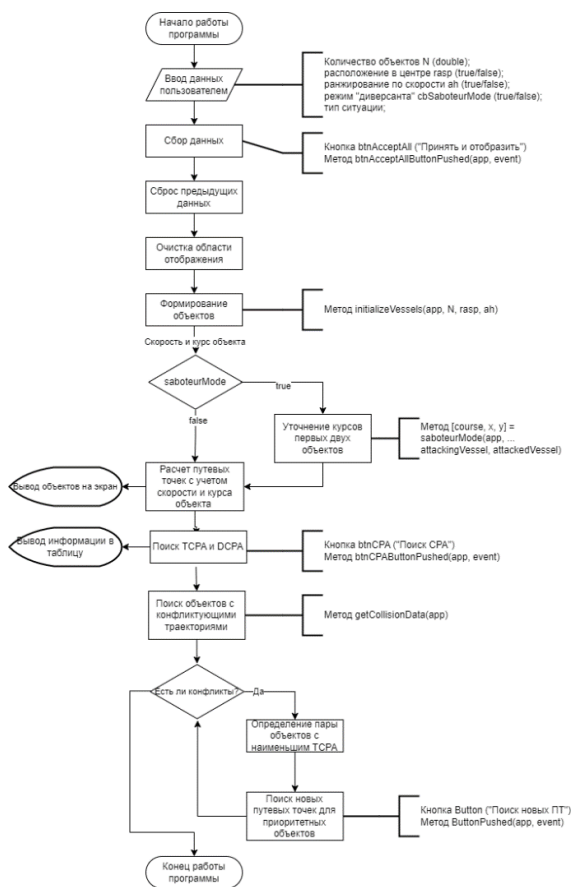 Начало работы
программы
Ввод данных
пользователем
Количество объектов N (double);
расположение в центре rasp (true/false);
ранжирование по скорости ah (true/false);
режим "диверсанта" cbSaboteurMode (true/false);
тип ситуации;
Сбор данных
Кнопка btnAcceptAll ("Принять и отобразить")
Метод btnAcceptAllButtonPushed(app, event)
Сброс предыдущих
данных
Очистка области
отображения
Формирование
объектов
Метод initializeVessels(app, N, rasp, ah)
Скорость и курс объекта
saboteurMode
true
false
Уточнение курсов
первых двух
объектов
Метод [course, x, y] =
saboteurMode(app, ...
attackingVessel, attackedVessel)
Расчет путевых
точек с учетом
скорости и курса
объекта
Вывод объектов на экран
Поиск TCPA и DCPA
Вывод информации в
таблицу
Кнопка btnCPA ("Поиск CPA")
Метод btnCPAButtonPushed(app, event)
Поиск объектов с
конфликтующими
траекториями
Метод getCollisionData(app)
Есть ли конфликты?
Да
Определение пары
объектов с
наименьшим TCPA
Поиск новых
путевых точек для
приоритетных
объектов
Кнопка Button ("Поиск новых ПТ")
Метод ButtonPushed(app, event)
Конец работы
программы